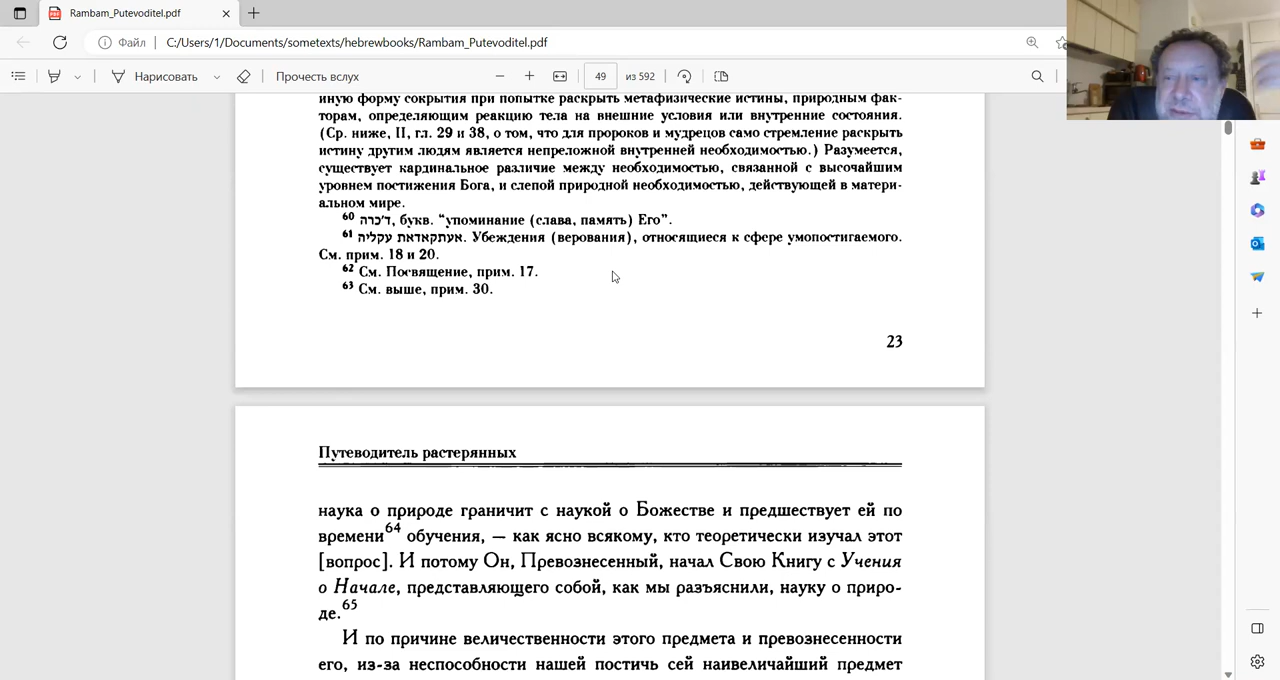 Rambam_Putevoditel.pdf
Файл
C:/Users/1/Documents/sometexts/hebrewbooks/Rambam_Putevoditel.pdf
Нарисовать
Прочесть вслух
49
из 592
иную форму сокрытия при попытке раскрыть метафизические истины, природным фак-
торам, определяющим реакцию тела на внешние условия или внутренние состояния.
(Ср. ниже, II, гл. 29 и 38, о том, что для пророков и мудрецов само стремление раскрыть
истину другим людям является непреложной внутренней необходимостью.) Разумеется,
существует кардинальное различие между необходимостью, связанной с высочайшим
уровнем постижения Бога, и слепой природной необходимостью, действующей в матери-
альном мире.
60 ד'כרה, букв. “упоминание (слава, память) Его”.
61 אעתקאדאת עקליה. Убеждения (верования), относящиеся к сфере умопостигаемого.
См. прим. 18 и 20.
62 См. Посвящение, прим. 17.
63 См. выше, прим. 30.
23
Путеводитель растерянных
наука о природе граничит с наукой о Божестве и предшествует ей по
времени64 обучения, — как ясно всякому, кто теоретически изучал этот
[вопрос]. И потому Он, Превознесенный, начал Свою Книгу с Учения
о Начале, представляющего собой, как мы разъяснили, науку о приро-
де.65
И по причине величественности этого предмета и превознесенности
его, из-за неспособности нашей постичь сей наивеличайший предмет